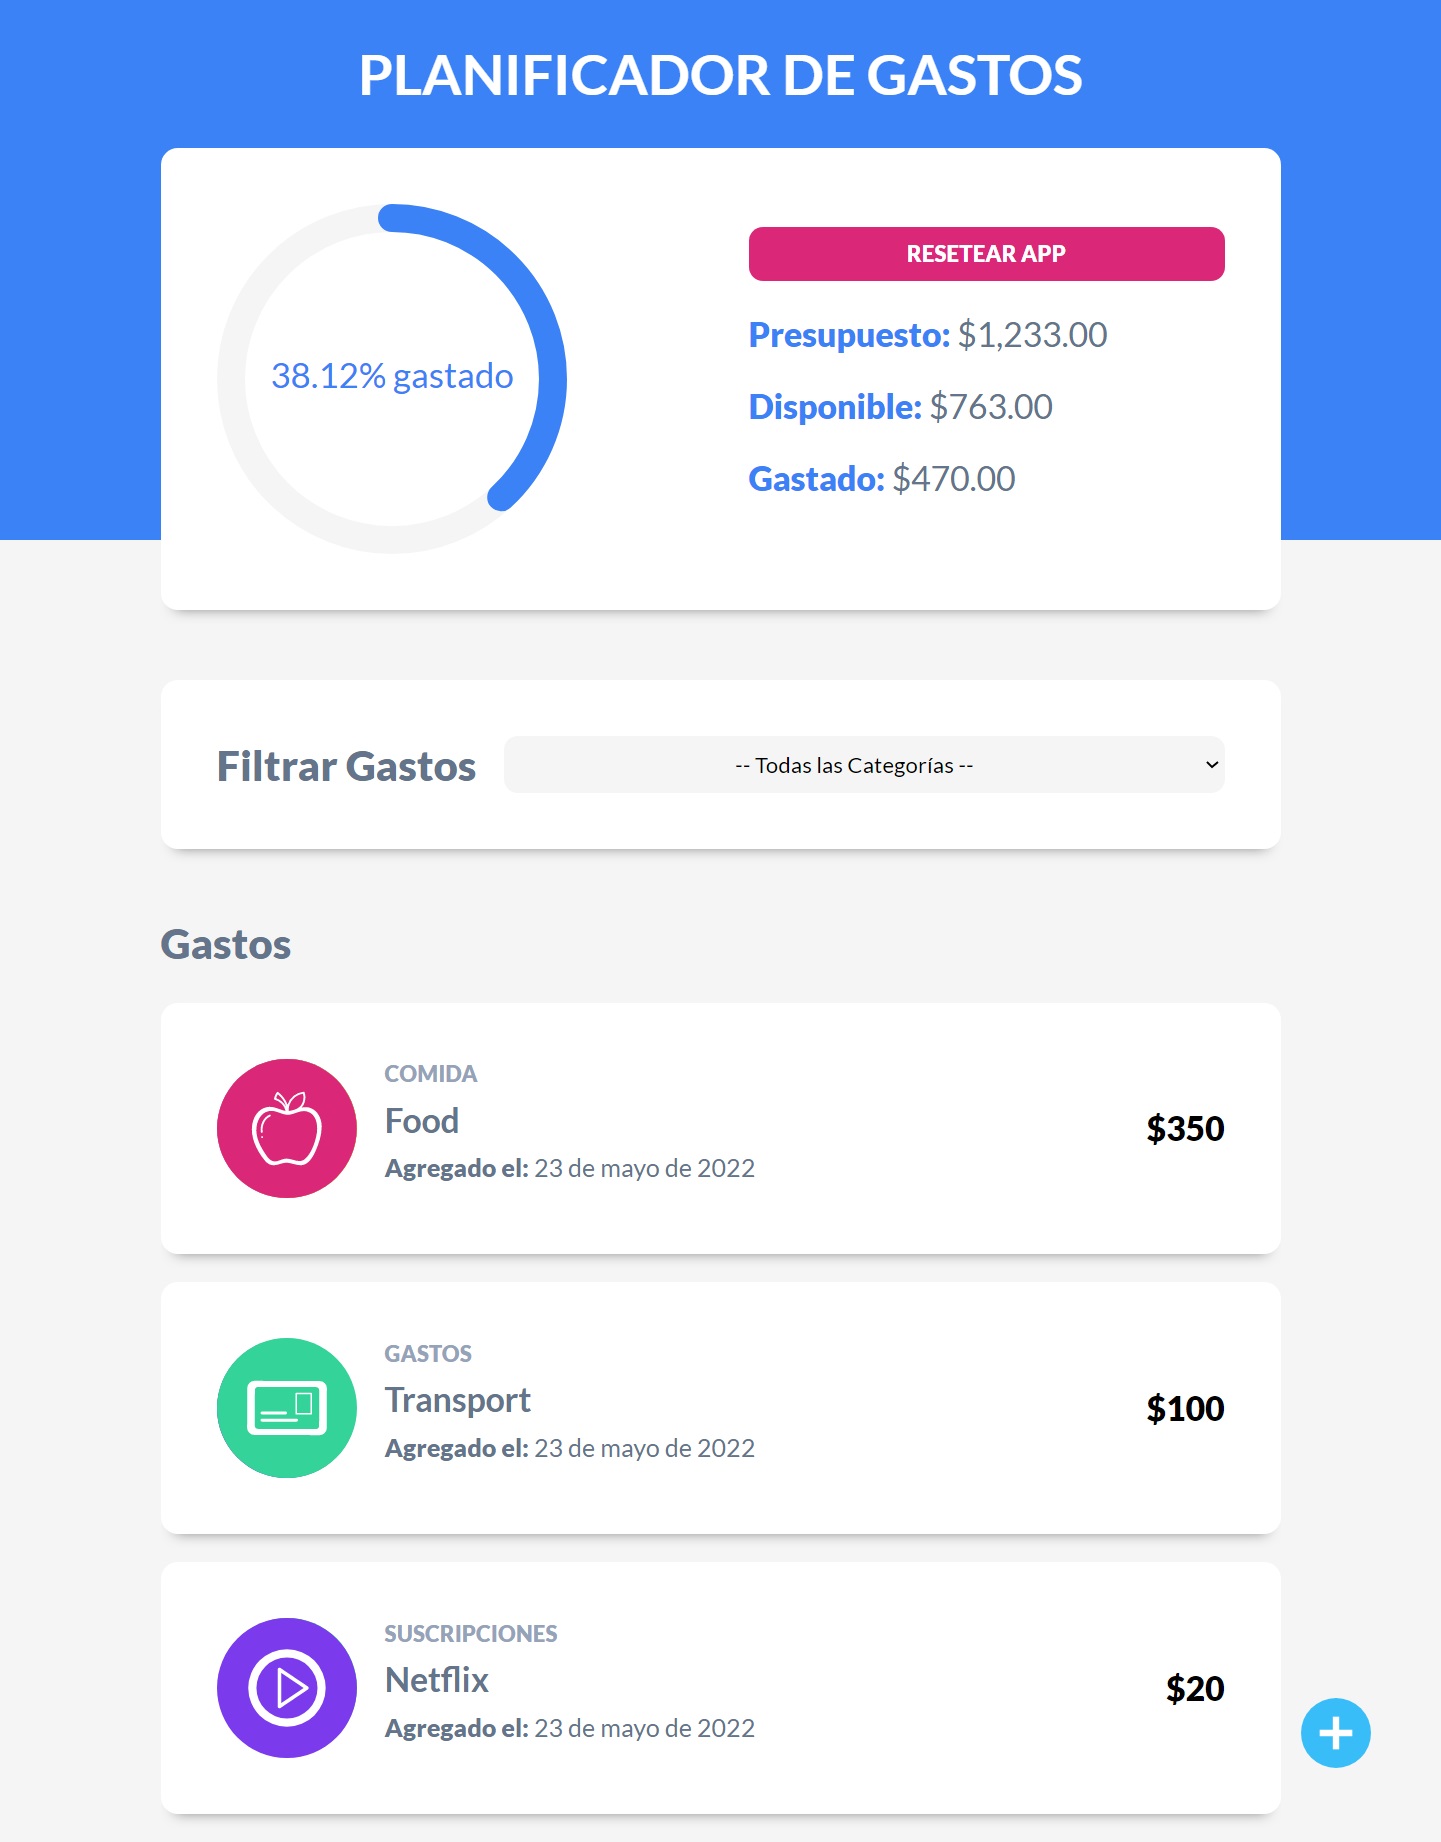 PLANIFICADOR DE GASTOS
38.12% gastado
RESETEAR APP
Presupuesto: $1,233.00
Disponible: $763.00
Gastado: $470.00
Filtrar Gastos
-- Todas las Categorías --
Gastos
COMIDA
Food
Agregado el: 23 de mayo de 2022
$350
GASTOS
Transport
Agregado el: 23 de mayo de 2022
$100
SUSCRIPCIONES
Netflix
Agregado el: 23 de mayo de 2022
$20